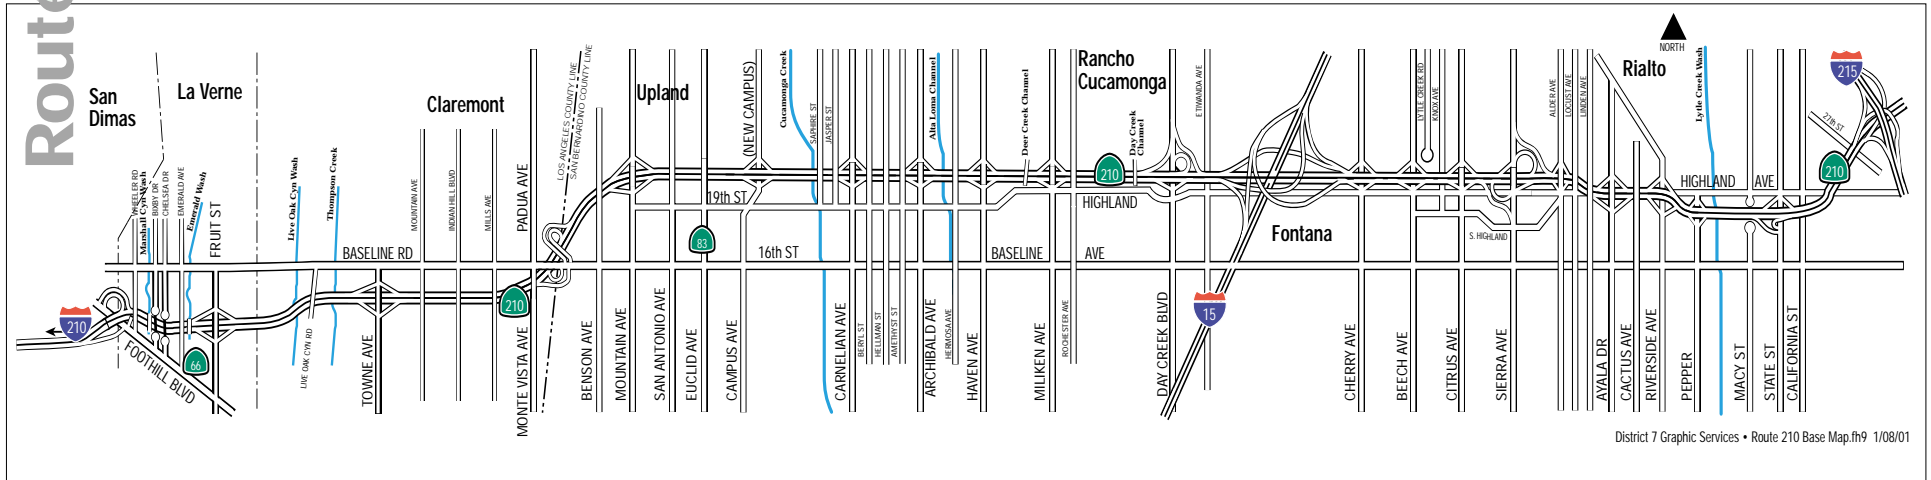 Route
San
Dimas
La Verne
Claremont
Upland
Rancho
Cucamonga
Fontana
Rialto
NORTH
WHEELER RD
Marshall Cyn Wash
BIXBY DR
CHELSEA DR
EMERALD AVE
Emerald Wash
FRUIT ST
Live Oak Cyn Wash
Thompson Creek
BASELINE RD
MOUNTAIN AVE
INDIAN HILL BLVD
MILLS AVE
PADUA AVE
LOS ANGELES COUNTY LINE
SAN BERNARDINO COUNTY LINE
(NEW CAMPUS)
Cucamonga Creek
SAPHIRE ST
JASPER ST
Alta Loma Channel
Deer Creek Channel
Day Creek
Channel
ETIWANDA AVE
LYTLE CREEK RD
KNOX AVE
ALDER AVE
LOCUST AVE
LINDEN AVE
Lytle Creek Wash
215
27th ST
210
210
19th ST
HIGHLAND
HIGHLAND AVE
S. HIGHLAND
83
16th ST
BASELINE AVE
210
210
66
15
FOOTHILL BLVD
LIVE OAK CYN RD
TOWNE AVE
MONTE VISTA AVE
BENSON AVE
MOUNTAIN AVE
SAN ANTONIO AVE
EUCLID AVE
CAMPUS AVE
CARNELIAN AVE
BERYL ST
HELLMAN ST
AMETHYST ST
ARCHIBALD AVE
HERMOSA AVE
HAVEN AVE
MILIKEN AVE
ROCHESTER AVE
DAY CREEK BLVD
CHERRY AVE
BEECH AVE
CITRUS AVE
SIERRA AVE
AYALA DR
CACTUS AVE
RIVERSIDE AVE
PEPPER
MACY ST
STATE ST
CALIFORNIA ST
District 7 Graphic Services • Route 210 Base Map.fh9 1/08/01